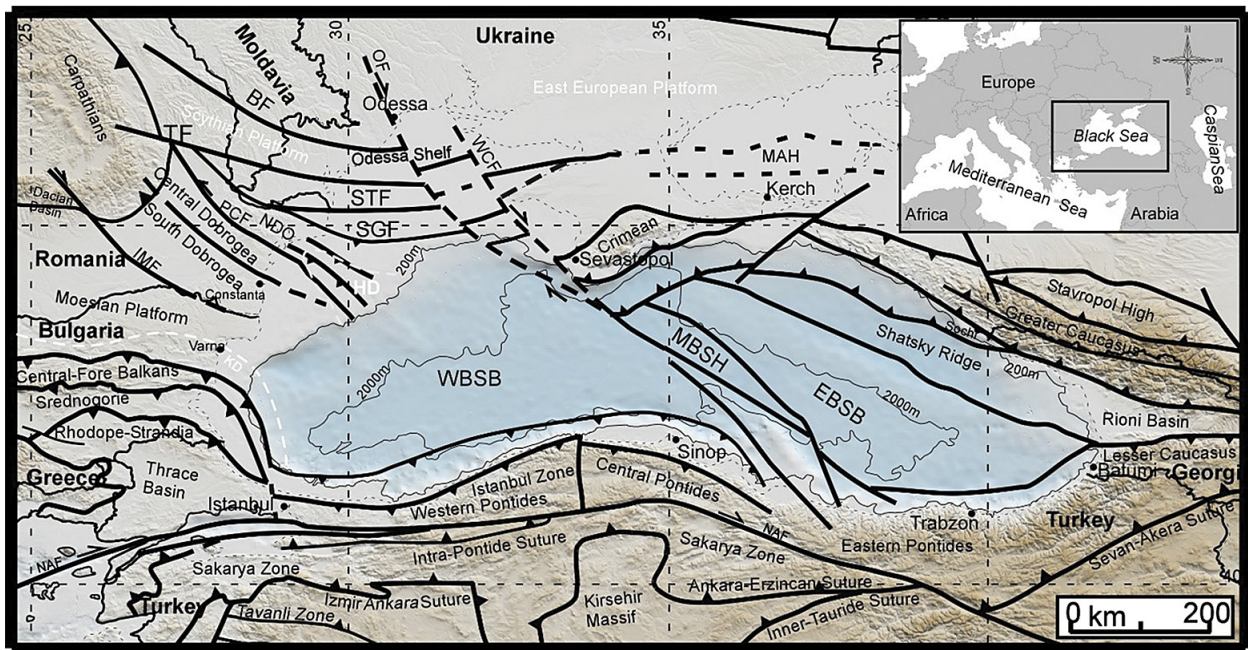 25
30
35
40
Ukraine
Moldavia
Carpathians
OF
Odessa
East European Platform
BF
Scythian Platform
TF
Odessa Shelf
WCF
MAH
Kerch
STF
SGF
Dacian
Basin
Central Dobrogea
South Dobrogea
PCF
NDO
Crimean
Sevastopol
200m
HD
IMF
Romania
Constanta
Moesian Platform
Bulgaria
Varna
KD
Central-Fore Balkans
Srednogorie
Rhodope-Strandja
Greece
Thrace
Basin
Istanbul
2000m
WBSB
MBSH
EBSB
2000m
Shatsky Ridge
Sochi
Stavropol High
Greater Caucasus
200m
Rioni Basin
Lesser Caucasus
Batumi
Georgi
Sinop
Istanbul Zone
Western Pontides
Central Pontides
Trabzon
Turkey
Eastern Pontides
Sevan-Akera Suture
NAF
NAF
Intra-Pontide Suture
Sakarya Zone
Sakarya Zone
Turkey
Tavanli Zone
Izmir Ankara Suture
Kirsehir
Massif
Ankara-Erzincan Suture
Inner-Tauride Suture
0 km 200
Europe
Black Sea
CaspianSea
Mediterranean Sea
Africa
Arabia